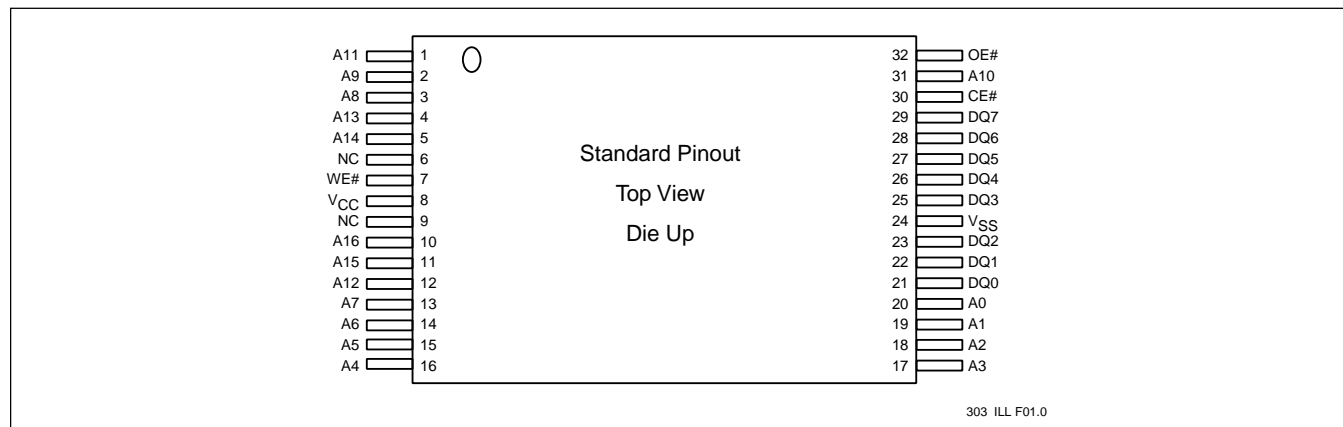 A11 1 32 OE#
A9 2 31 A10
A8 3 30 CE#
A13 4 29 DQ7
A14 5 28 DQ6
NC 6 27 DQ5
WE# 7 26 DQ4
VCC 8 25 DQ3
NC 9 24 VSS
A16 10 23 DQ2
A15 11 22 DQ1
A12 12 21 DQ0
A7 13 20 A0
A6 14 19 A1
A5 15 18 A2
A4 16 17 A3
Standard Pinout
Top View
Die Up
303 ILL F01.0